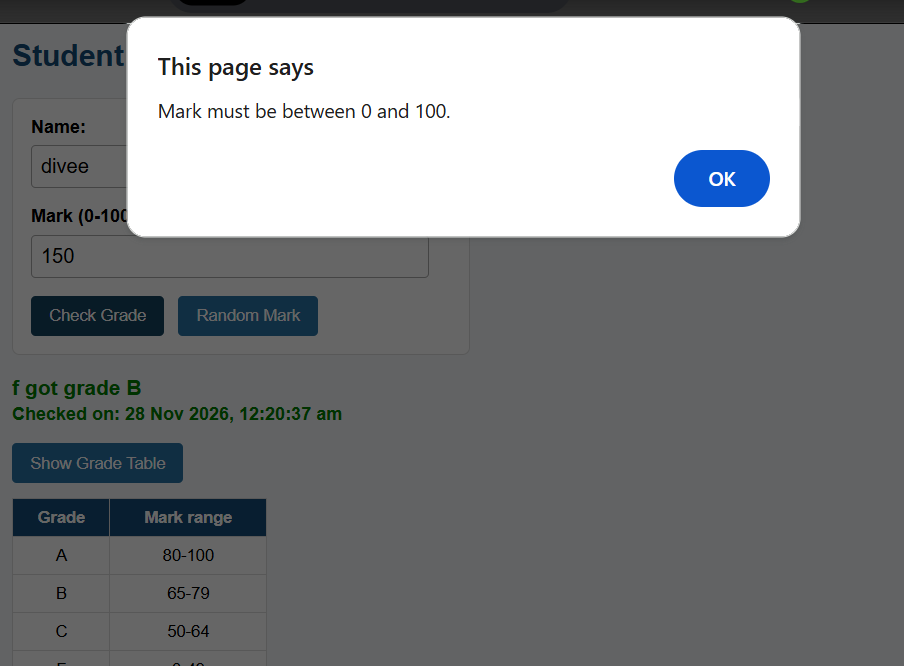 Student
This page says
Mark must be between 0 and 100.
OK
Name:
divee
Mark (0-100
150
Check Grade
Random Mark
f got grade B
Checked on: 28 Nov 2026, 12:20:37 am
Show Grade Table
Grade Mark range
A 80-100
B 65-79
C 50-64